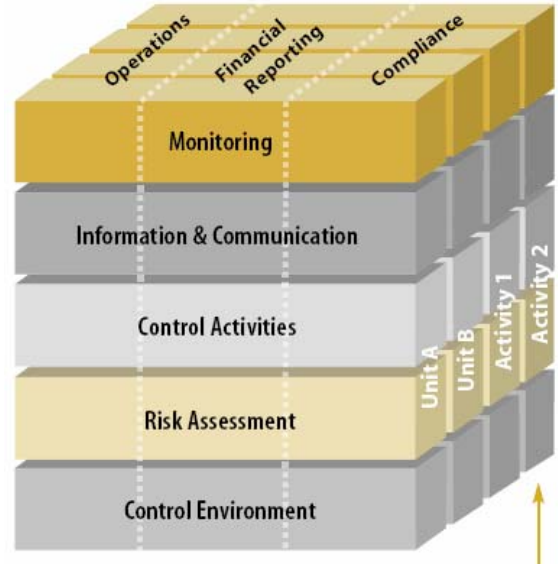 Operations
Financial
Reporting
Compliance
Monitoring
Information & Communication
Control Activities
Risk Assessment
Control Environment
Unit A
Unit B
Activity 1
Activity 2